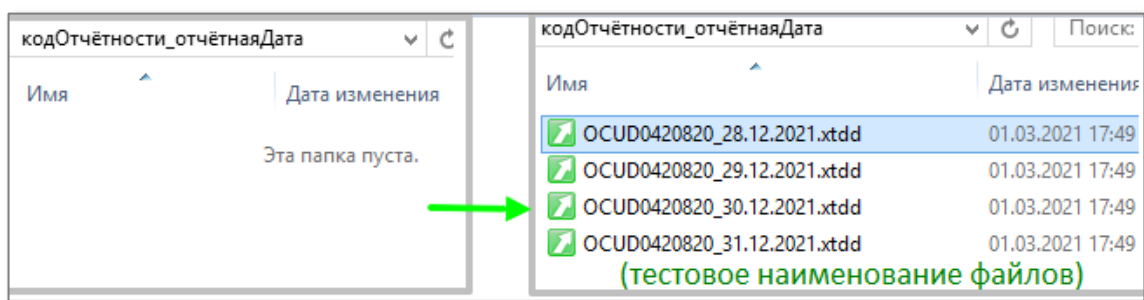 кодОтчётности_отчётнаяДата
Имя Дата изменения
Эта папка пуста.
кодОтчётности_отчётнаяДата Поиск:
Имя Дата изменения
OCUD0420820_28.12.2021.xtdd 01.03.2021 17:49
OCUD0420820_29.12.2021.xtdd 01.03.2021 17:49
OCUD0420820_30.12.2021.xtdd 01.03.2021 17:49
OCUD0420820_31.12.2021.xtdd 01.03.2021 17:49
(тестовое наименование файлов)